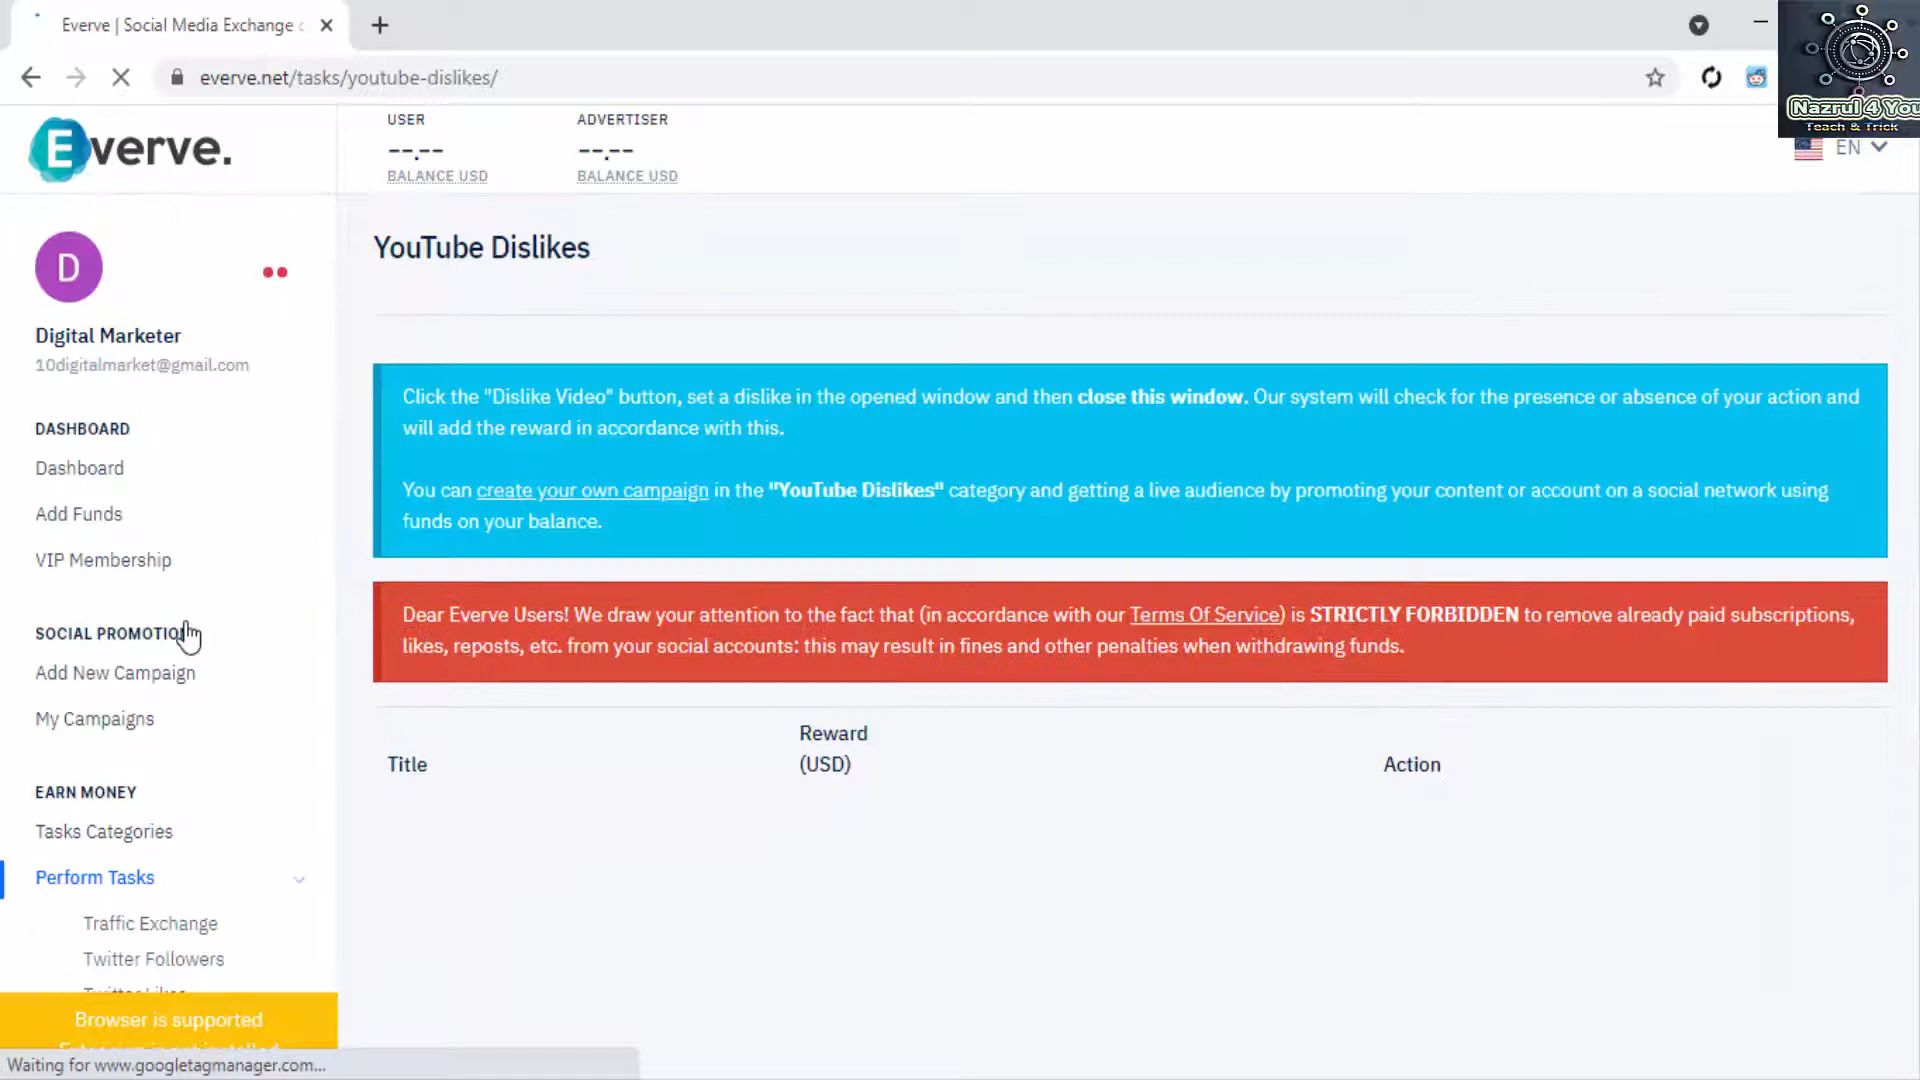 Everve | Social Media Exchange
everve.net/tasks/youtube-dislikes/
Nazrul 4 You
Teach & Trick
Everve.
USER
ADVERTISER
--.--
--.--
BALANCE USD
BALANCE USD
EN
D
Digital Marketer
10digitalmarket@gmail.com
DASHBOARD
Dashboard
Add Funds
VIP Membership
SOCIAL PROMOTION
Add New Campaign
My Campaigns
EARN MONEY
Tasks Categories
Perform Tasks
Traffic Exchange
Twitter Followers
Twitter Likes
Browser is supported
Waiting for www.googletagmanager.com...
YouTube Dislikes
Click the "Dislike Video" button, set a dislike in the opened window and then close this window. Our system will check for the presence or absence of your action and
will add the reward in accordance with this.
You can create your own campaign in the "YouTube Dislikes" category and getting a live audience by promoting your content or account on a social network using
funds on your balance.
Dear Everve Users! We draw your attention to the fact that (in accordance with our Terms Of Service) is STRICTLY FORBIDDEN to remove already paid subscriptions,
likes, reposts, etc. from your social accounts: this may result in fines and other penalties when withdrawing funds.
Title
Reward
(USD)
Action